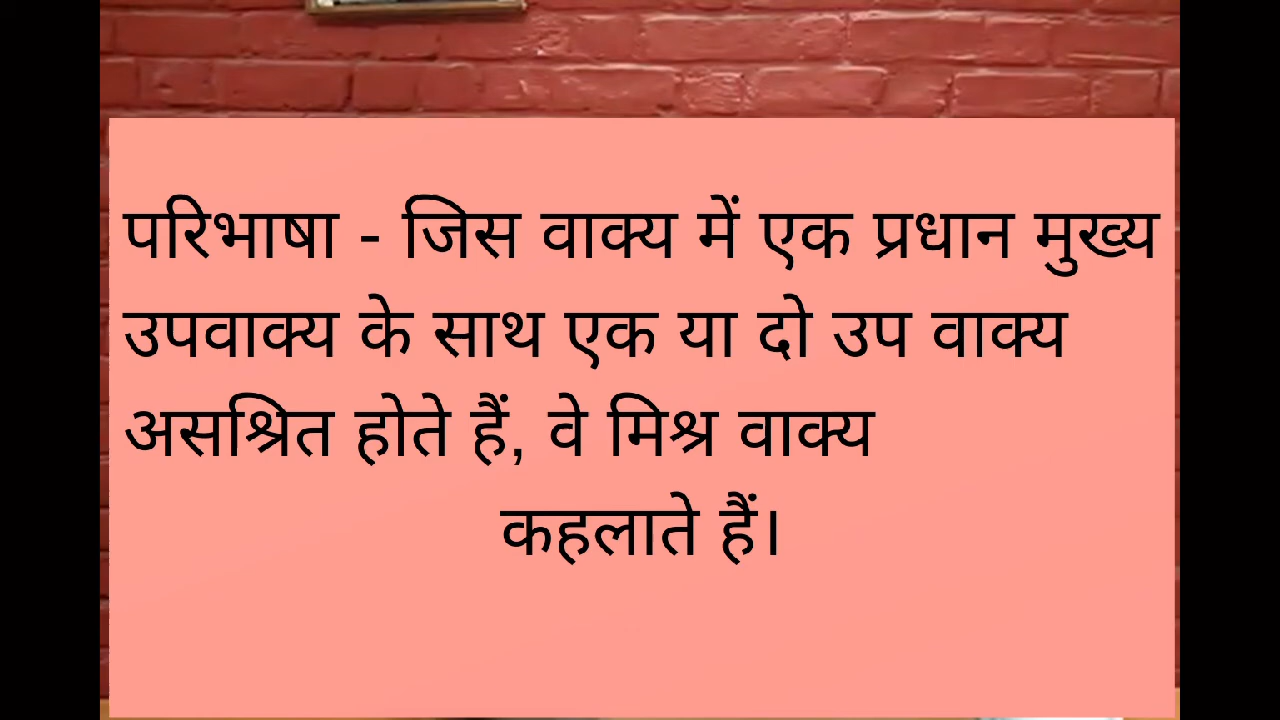 परिभाषा - जिस वाक्य में एक प्रधान मुख्य
उपवाक्य के साथ एक या दो उप वाक्य
असश्रित होते हैं, वे मिश्र वाक्य
कहलाते हैं।